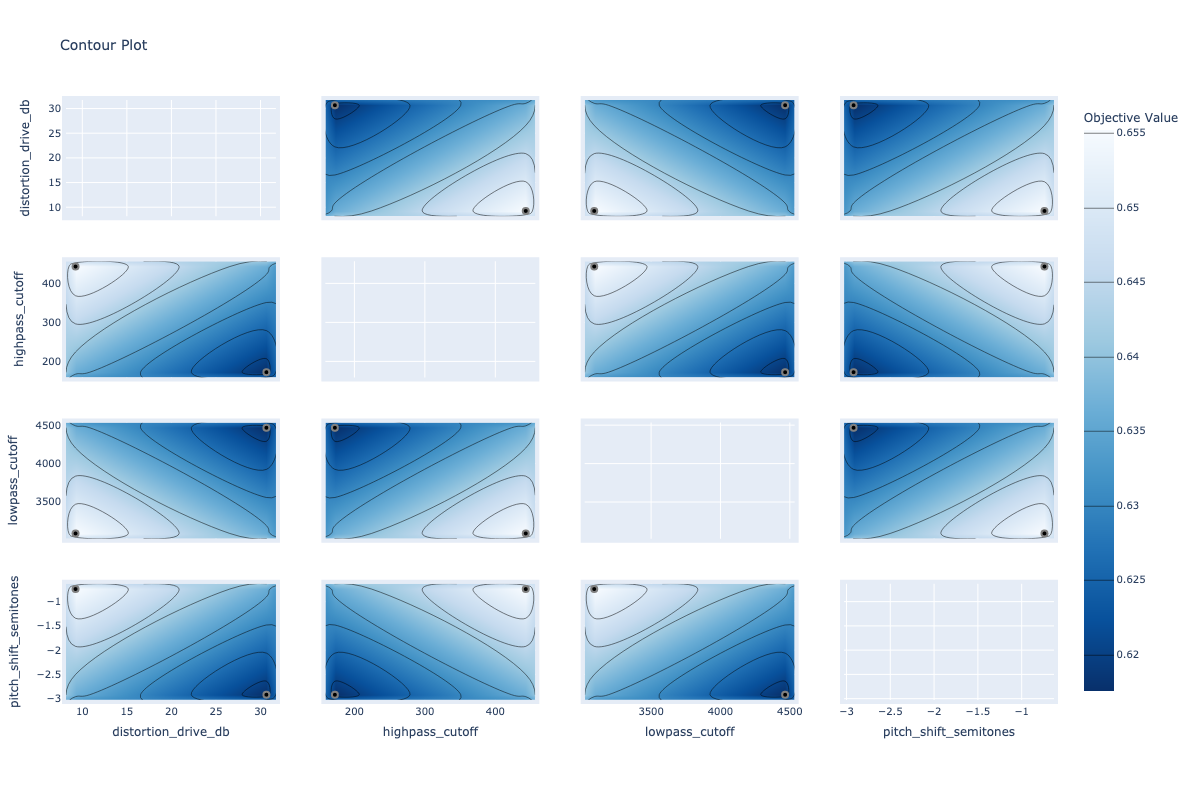 Contour Plot
Objective Value
distortion_drive_db
30
25
20
15
10
highpass_cutoff
400
300
200
lowpass_cutoff
4500
4000
3500
pitch_shift_semitones
−1
−1.5
−2
−2.5
−3
10 15 20 25 30
200 300 400
3500 4000 4500
−3 −2.5 −2 −1.5 −1
distortion_drive_db
highpass_cutoff
lowpass_cutoff
pitch_shift_semitones
0.655
0.65
0.645
0.64
0.635
0.63
0.625
0.62